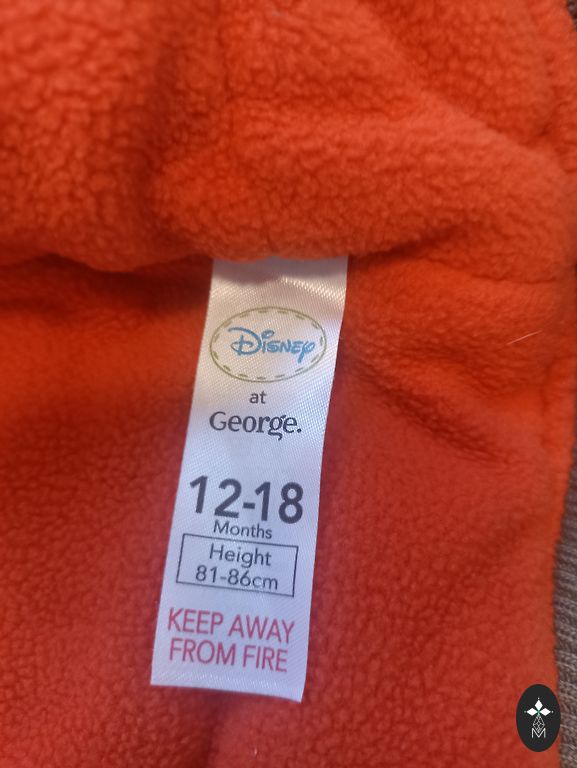 Disney
at
George.
12-18
Months
Height
81-86cm
KEEP AWAY
FROM FIRE
M